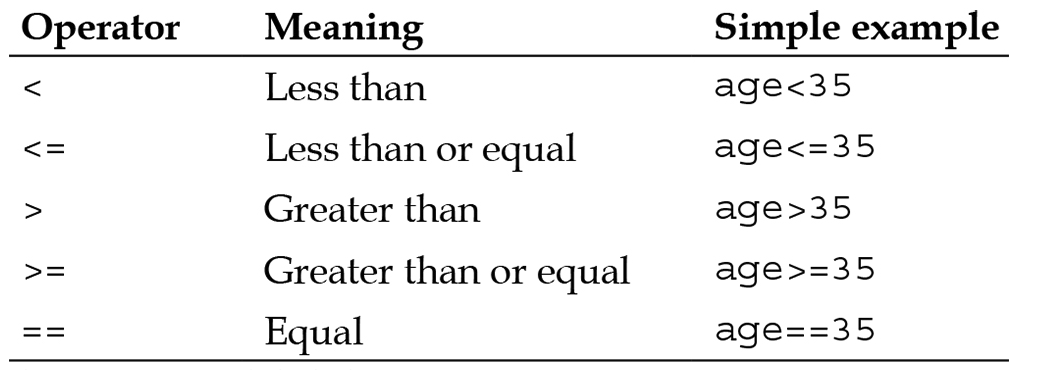 Operator Meaning Simple example
< Less than age<35
<= Less than or equal age<=35
> Greater than age>35
>= Greater than or equal age>=35
== Equal age==35